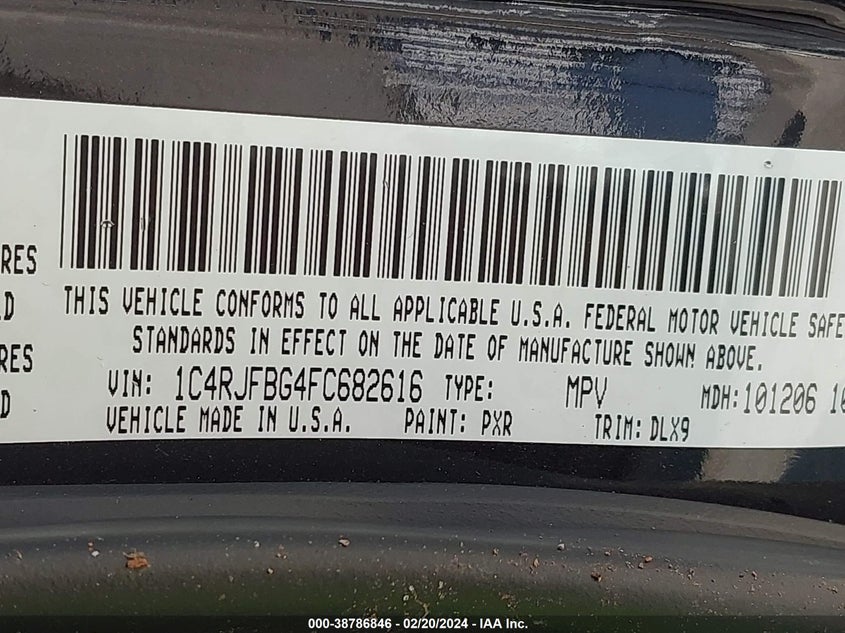 RES
D
RES
D
THIS VEHICLE CONFORMS TO ALL APPLICABLE U.S.A. FEDERAL MOTOR VEHICLE SAFE
STANDARDS IN EFFECT ON THE DATE OF MANUFACTURE SHOWN ABOVE.
VIN: 1C4RJFBG4FC682616 TYPE: MPV MDH:101206 10
VEHICLE MADE IN U.S.A. PAINT: PXR TRIM: DLX9
000-38786846 - 02/20/2024 - IAA Inc.